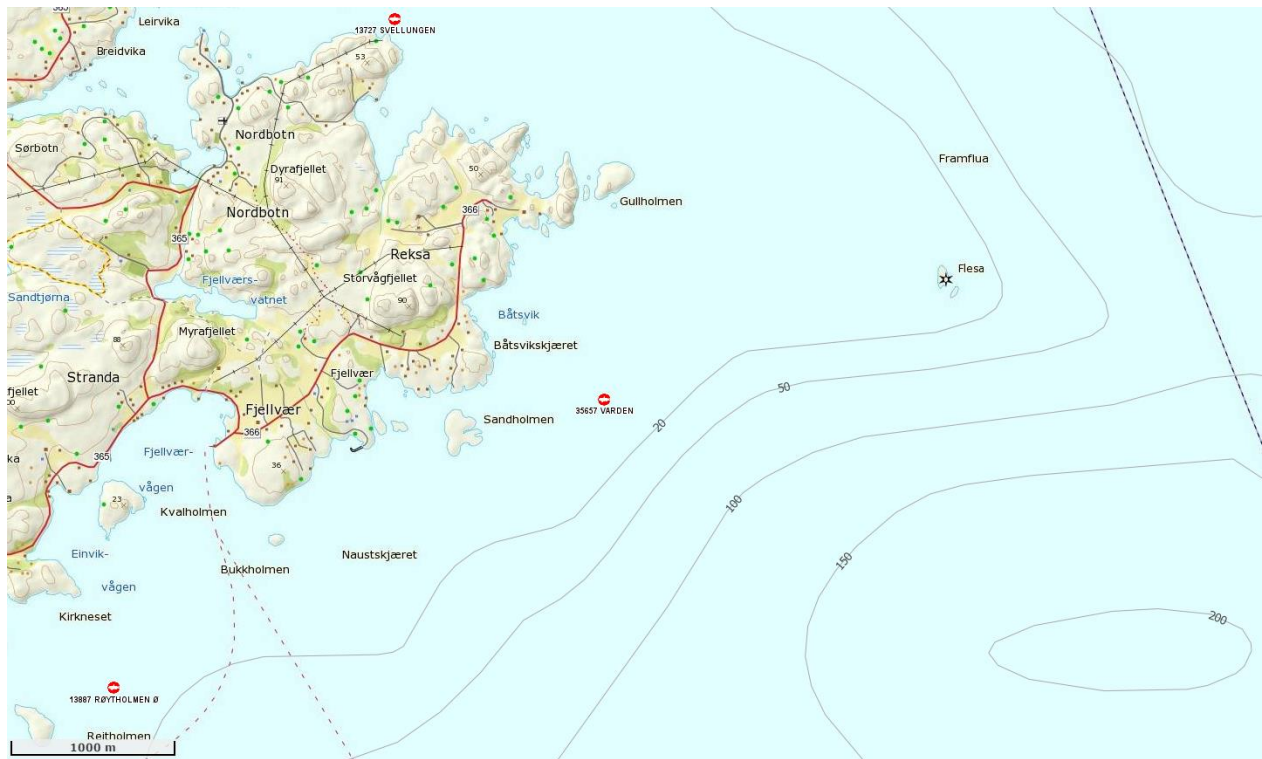 365
Leirvika
13727 SVELLUNGEN
Breidvika
53
Nordbotn
Sørbotn
Framflua
Dyrafjellet
50
91
Gullholmen
Nordbotn
366
365
Reksa
Flesa
Fjellværs-
vatnet
Storvågfjellet
Sandtjørna
90
Båtsvik
Myrafjellet
88
Båtsvikskjæret
Stranda
Fjellvær
50
fjellet
35657 VARDEN
Fjellvær
Sandholmen
20
366
Fjellvær-
365
36
vågen
23
100
Kvalholmen
Einvik-
Naustskjæret
150
Bukkholmen
vågen
Kirkneset
200
13887 RØYTHOLMEN Ø
Reitholmen
1000 m